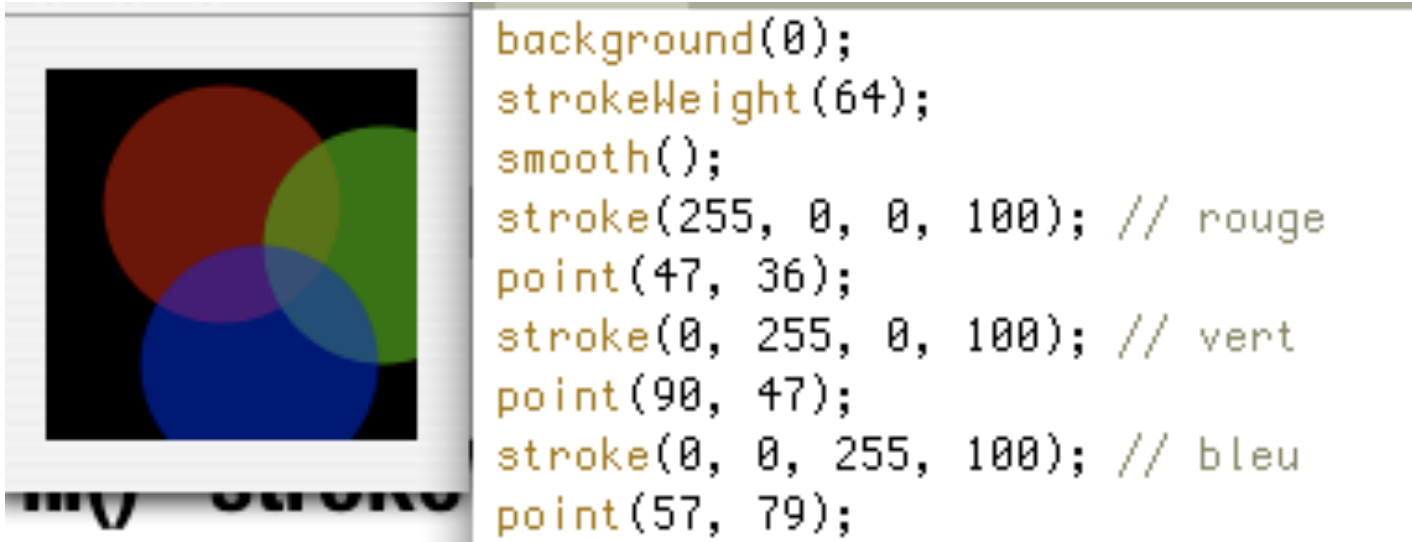 background(0);
strokeWeight(64);
smooth();
stroke(255, 0, 0, 100); // rouge
point(47, 36);
stroke(0, 255, 0, 100); // vert
point(90, 47);
stroke(0, 0, 255, 100); // bleu
point(57, 79);
stroke